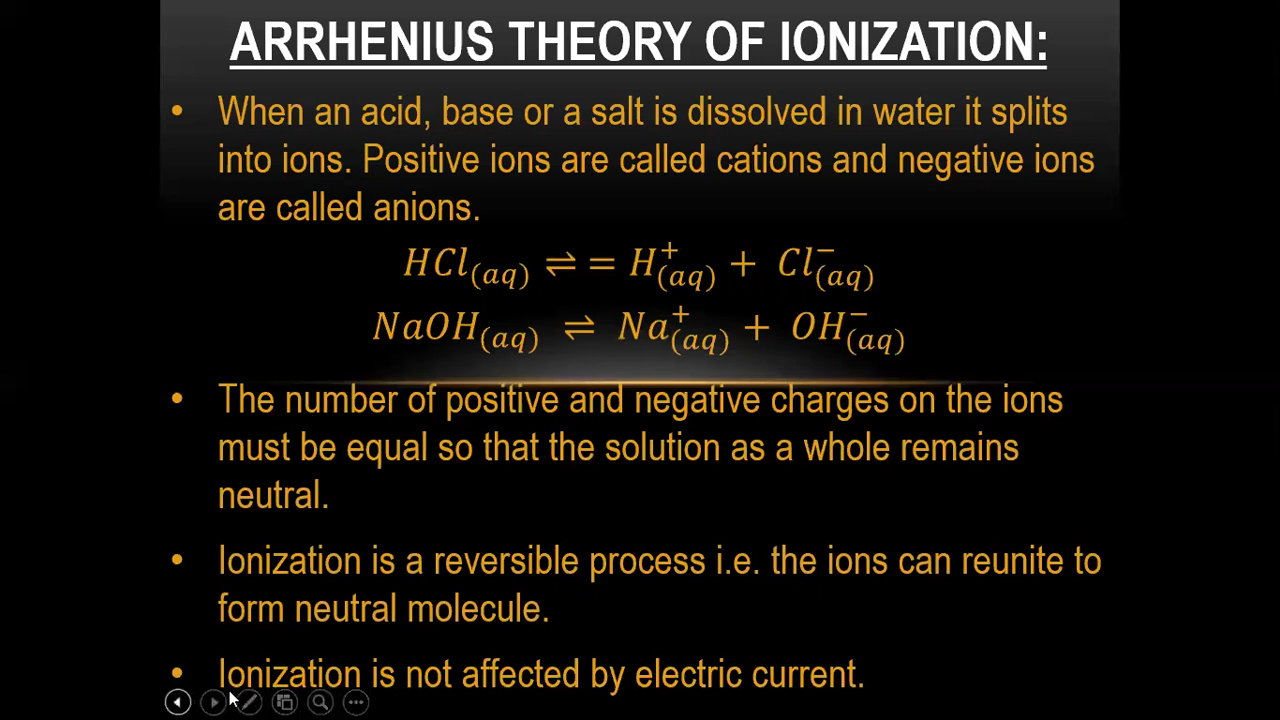 ARRHENIUS THEORY OF IONIZATION:
• When an acid, base or a salt is dissolved in water it splits
into ions. Positive ions are called cations and negative ions
are called anions.
HCl(aq) ⇌ = H⁺(aq) + Cl⁻(aq)
NaOH(aq) ⇌ Na⁺(aq) + OH⁻(aq)
• The number of positive and negative charges on the ions
must be equal so that the solution as a whole remains
neutral.
• Ionization is a reversible process i.e. the ions can reunite to
form neutral molecule.
• Ionization is not affected by electric current.